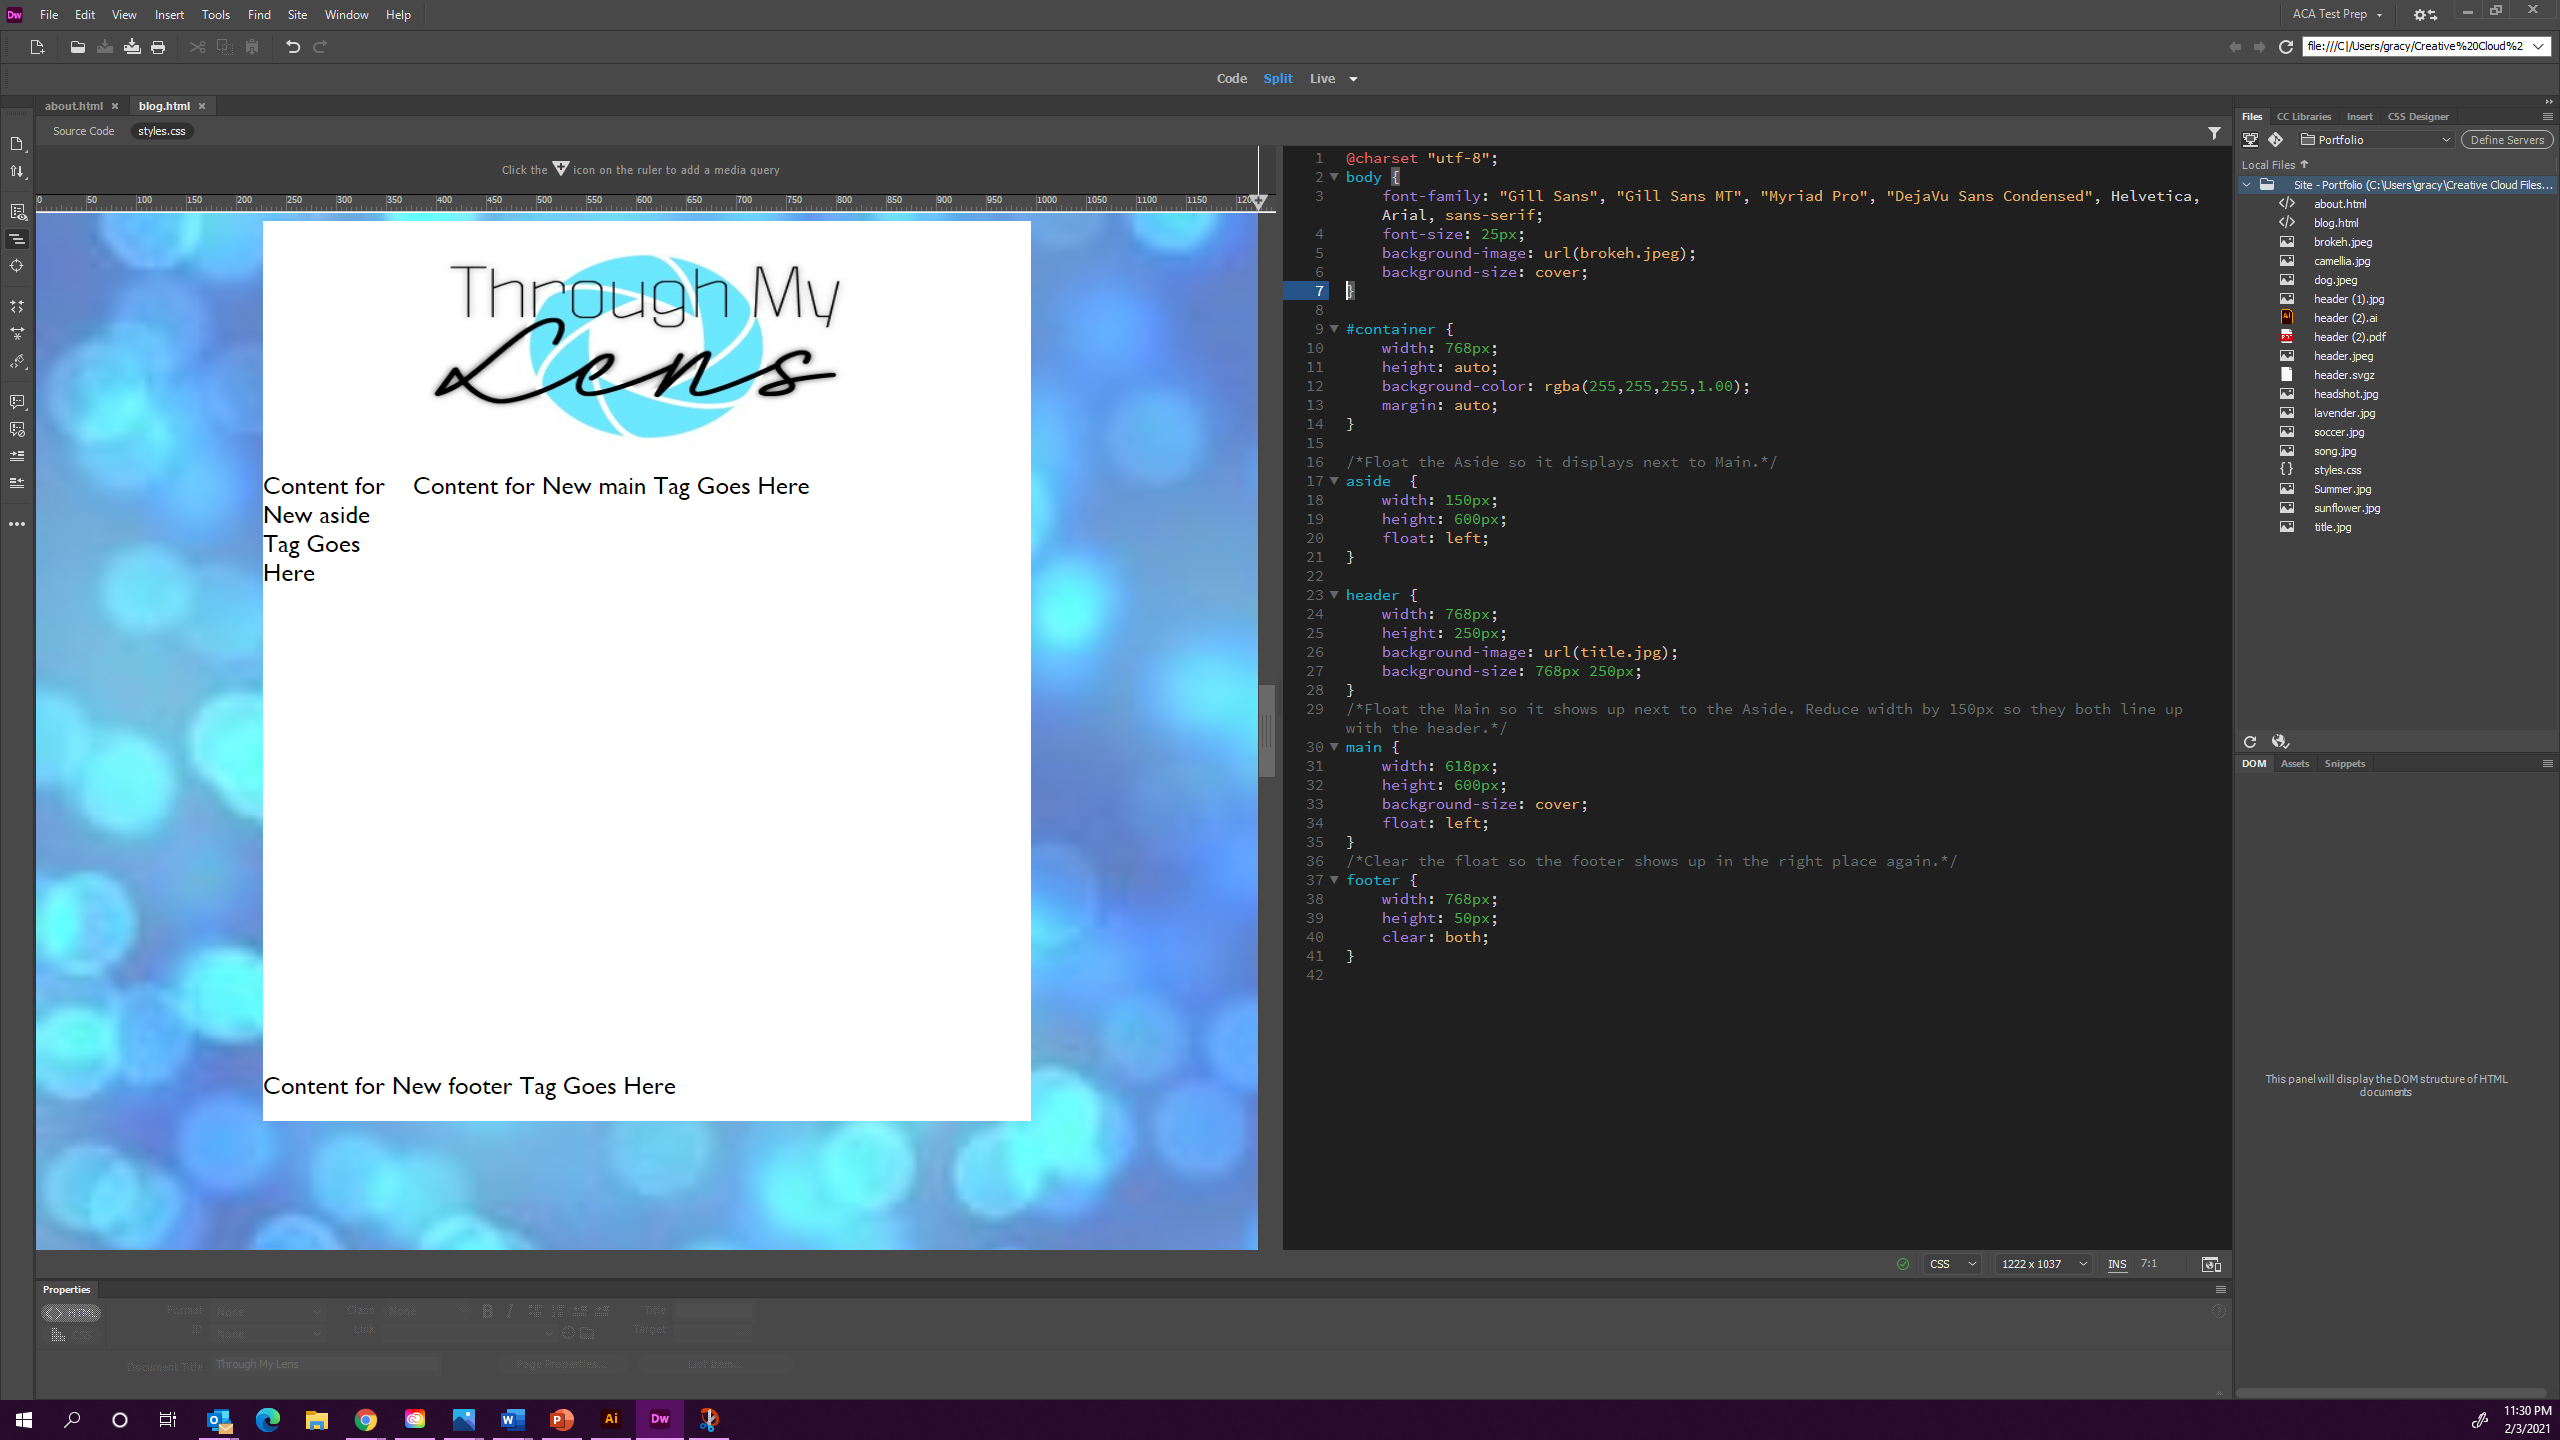 Dw File Edit View Insert Tools Find Site Window Help
ACA Test Prep
file:///C|/Users/gracy/Creative%20Cloud%2
Code Split Live
about.html blog.html
Source Code styles.css
Click the icon on the ruler to add a media query
0 50 100 150 200 250 300 350 400 450 500 550 600 650 700 750 800 850 900 950 1000 1050 1100 1150 120
Through My
Lens
Content for
New aside
Tag Goes
Here
Content for New main Tag Goes Here
Content for New footer Tag Goes Here
1 @charset "utf-8";
2 body {
3 font-family: "Gill Sans", "Gill Sans MT", "Myriad Pro", "DejaVu Sans Condensed", Helvetica,
Arial, sans-serif;
4 font-size: 25px;
5 background-image: url(brokeh.jpeg);
6 background-size: cover;
7 }
8
9 #container {
10 width: 768px;
11 height: auto;
12 background-color: rgba(255,255,255,1.00);
13 margin: auto;
14 }
15
16 /*Float the Aside so it displays next to Main.*/
17 aside {
18 width: 150px;
19 height: 600px;
20 float: left;
21 }
22
23 header {
24 width: 768px;
25 height: 250px;
26 background-image: url(title.jpg);
27 background-size: 768px 250px;
28 }
29 /*Float the Main so it shows up next to the Aside. Reduce width by 150px so they both line up
with the header.*/
30 main {
31 width: 618px;
32 height: 600px;
33 background-size: cover;
34 float: left;
35 }
36 /*Clear the float so the footer shows up in the right place again.*/
37 footer {
38 width: 768px;
39 height: 50px;
40 clear: both;
41 }
42
CSS 1222 x 1037 INS 7:1
Files CC Libraries Insert CSS Designer
Portfolio Define Servers
Local Files
Site - Portfolio (C:\Users\gracy\Creative Cloud Files...
about.html
blog.html
brokeh.jpeg
camellia.jpg
dog.jpeg
header (1).jpg
header (2).ai
header (2).pdf
header.jpeg
header.svgz
headshot.jpg
lavender.jpg
soccer.jpg
song.jpg
styles.css
Summer.jpg
sunflower.jpg
title.jpg
DOM Assets Snippets
This panel will display the DOM structure of HTML
documents
Properties
HTML Format None Class None B I Title
CSS ID None Link Target
Document Title Through My Lens Page Properties... List Item...
Ai Dw
11:30 PM
2/3/2021